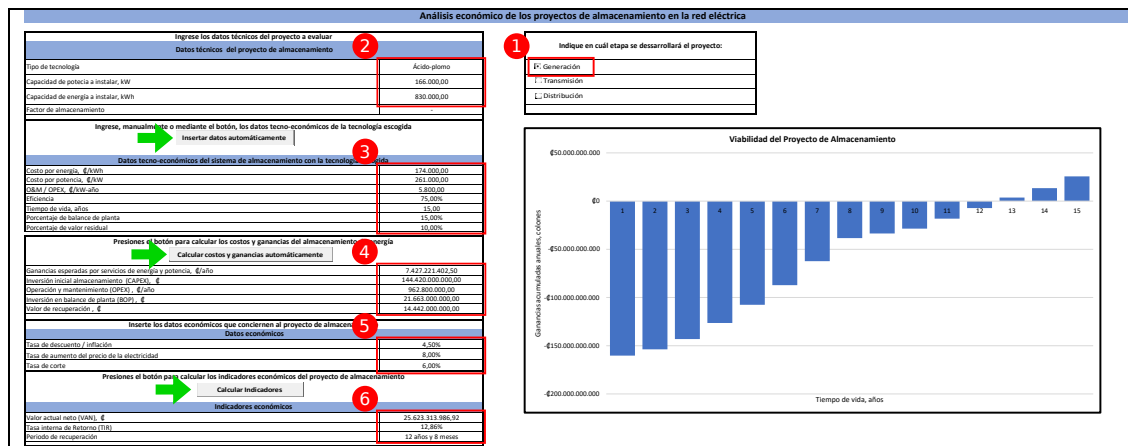 Análisis económico de los proyectos de almacenamiento en la red eléctrica
Ingrese los datos técnicos del proyecto a evaluar
2
Datos técnicos del proyecto de almacenamiento
Tipo de tecnología Ácido-plomo
Capacidad de potecia a instalar, kW 166.000,00
Capacidad de energía a instalar, kWh 830.000,00
Factor de almacenamiento -
1
Indique en cuál etapa se dessarrollará el proyecto:
Generación
Transmisión
Distribución
Ingrese, manualmente o mediante el botón, los datos tecno-económicos de la tecnología escogida
Insertar datos automáticamente
3
Datos tecno-económicos del sistema de almacenamiento con la tecnología
Costo por energía, ₡/kWh 174.000,00
Costo por potencia, ₡/kW 261.000,00
O&M / OPEX, ₡/kW-año 5.800,00
Eficiencia 75,00%
Tiempo de vida, años 15,00
Porcentaje de balance de planta 15,00%
Porcentaje de valor residual 10,00%
Presiones el botón para calcular los costos y ganancias del almacenamiento
4
Calcular costos y ganancias automáticamente
Ganancias esperadas por servicios de energía y potencia, ₡/año 7.427.221.402,50
Inversión inicial almacenamiento (CAPEX), ₡ 144.420.000.000,00
Operación y mantenimiento (OPEX) , ₡/año 962.800.000,00
Inversión en balance de planta (BOP) , ₡ 21.663.000.000,00
Valor de recuperación , ₡ 14.442.000.000,00
5
Inserte los datos económicos que conciernen al proyecto de
Datos económicos
Tasa de descuento / inflación 4,50%
Tasa de aumento del precio de la electricidad 8,00%
Tasa de corte 6,00%
Presiones el botón para calcular los indicadores económicos del proyecto de almacenamiento
Calcular Indicadores
6
Indicadores económicos
Valor actual neto (VAN), ₡ 25.623.313.986,92
Tasa interna de Retorno (TIR) 12,86%
Periodo de recuperación 12 años y 8 meses
Viabilidad del Proyecto de Almacenamiento
₡50.000.000.000
₡0
-₡50.000.000.000
-₡100.000.000.000
-₡150.000.000.000
-₡200.000.000.000
Ganancias acumuladas anuales, colones
1 2 3 4 5 6 7 8 9 10 11 12 13 14 15
Tiempo de vida, años